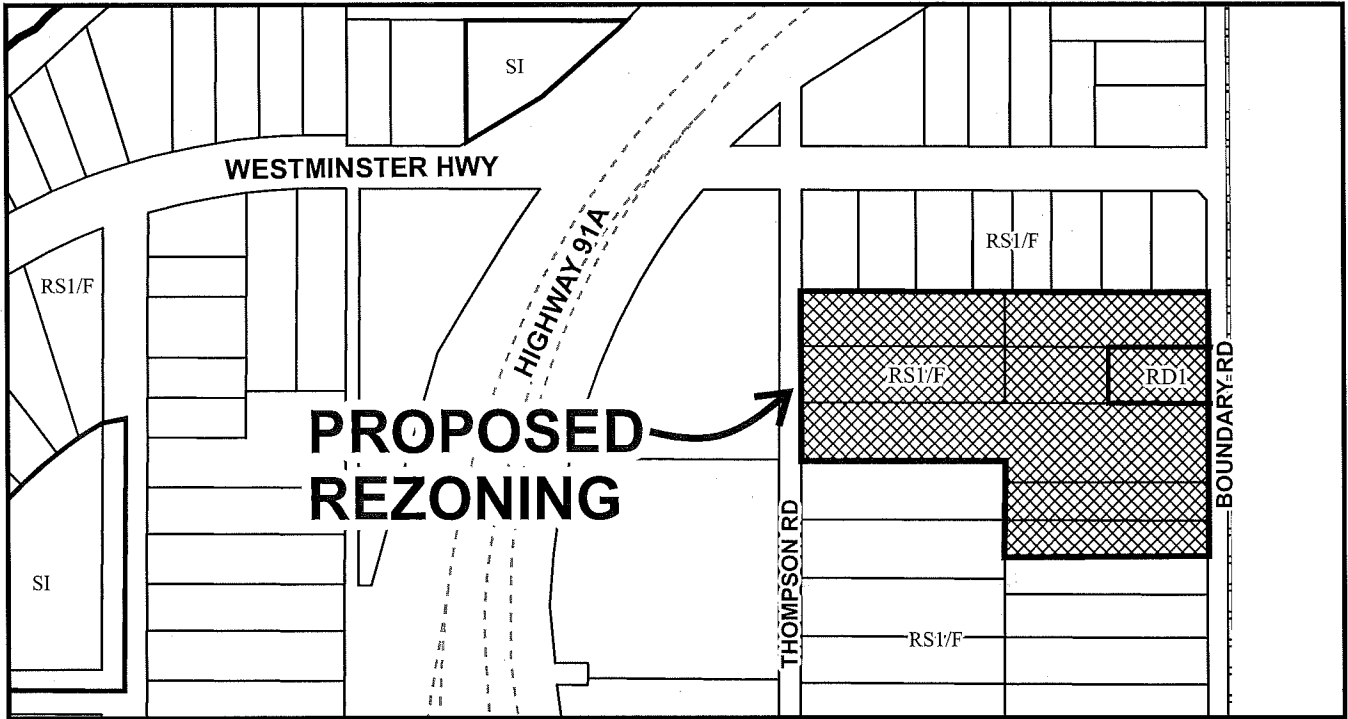 SI
WESTMINSTER HWY
RS1/F
HIGHWAY 91A
RS1/F
RS1/F
RD1
PROPOSED
REZONING
THOMPSON RD
BOUNDARY RD
SI
RS1/F